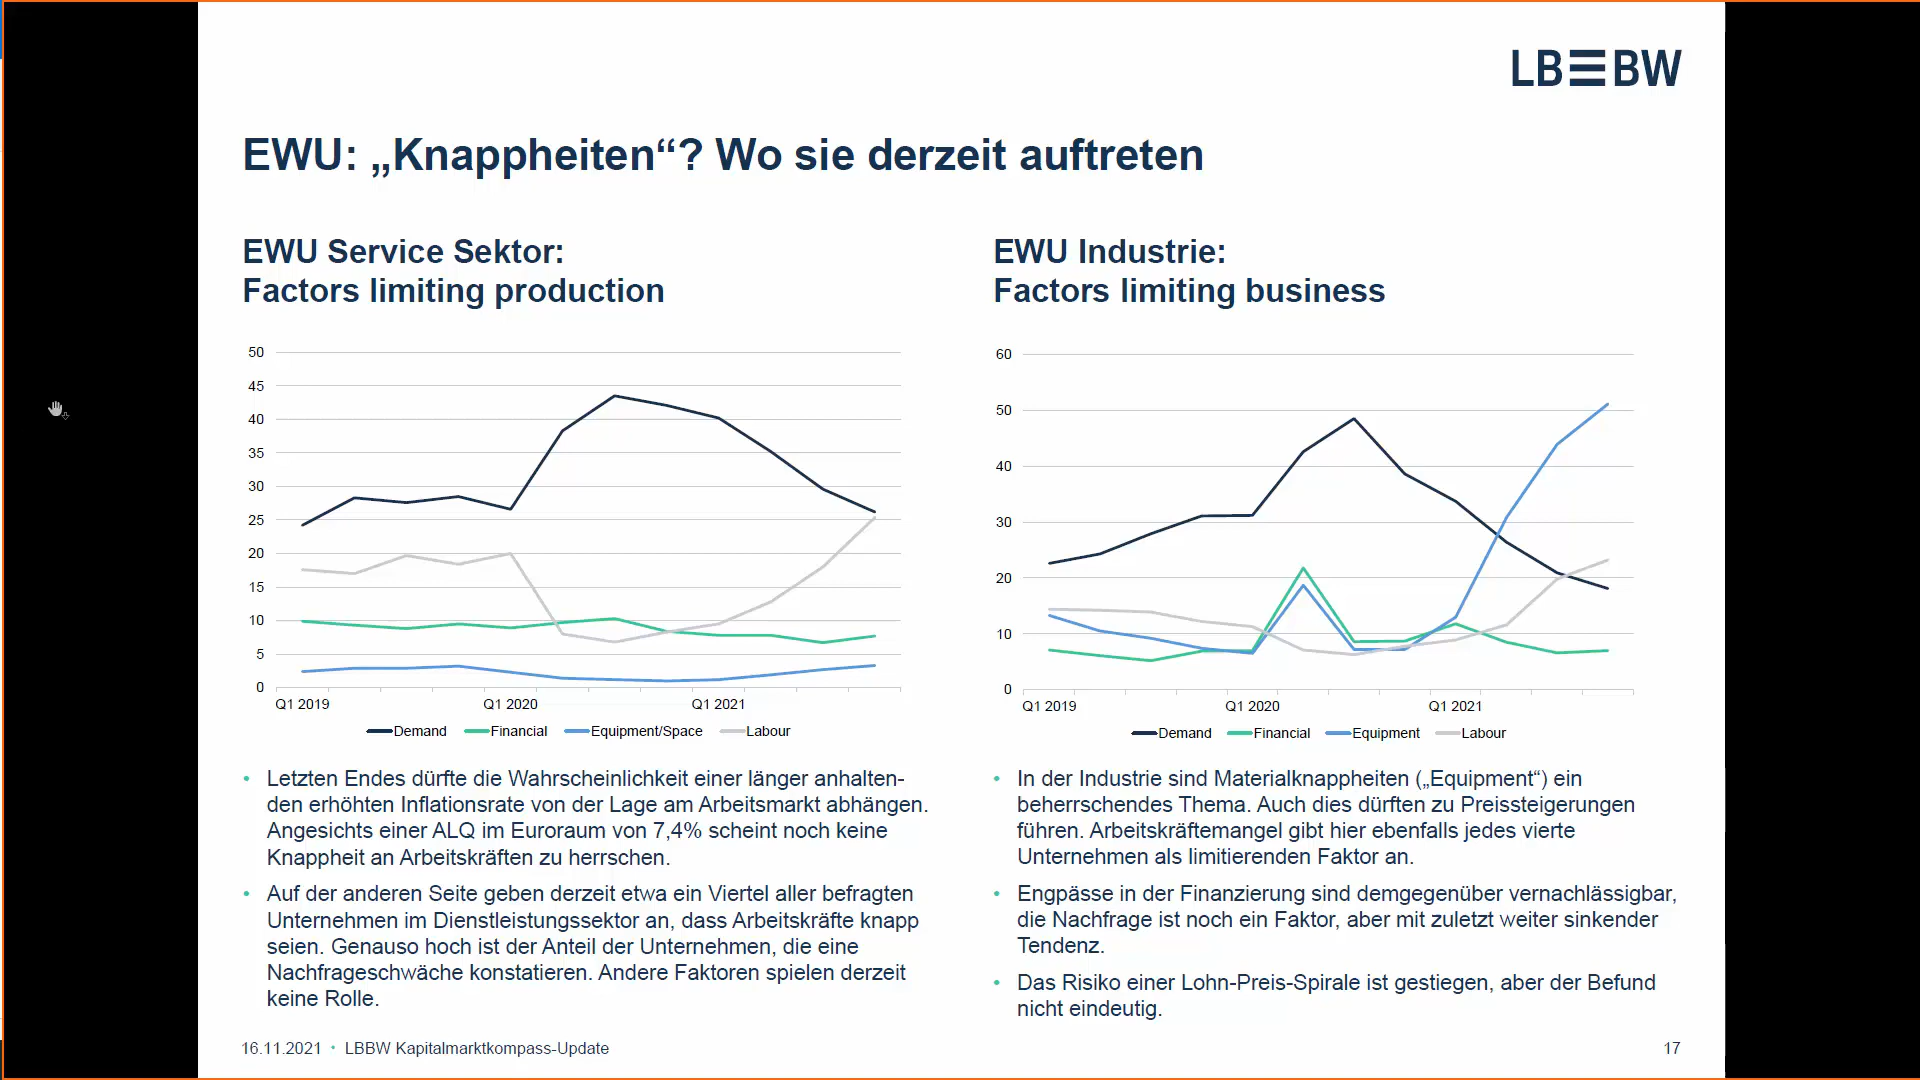 LBBW
EWU: „Knappheiten“? Wo sie derzeit auftreten
EWU Service Sektor:
Factors limiting production
50
45
40
35
30
25
20
15
10
5
0
Q1 2019
Q1 2020
Q1 2021
Demand
Financial
Equipment/Space
Labour
• Letzten Endes dürfte die Wahrscheinlichkeit einer länger anhalten-
den erhöhten Inflationsrate von der Lage am Arbeitsmarkt abhängen.
Angesichts einer ALQ im Euroraum von 7,4% scheint noch keine
Knappheit an Arbeitskräften zu herrschen.
• Auf der anderen Seite geben derzeit etwa ein Viertel aller befragten
Unternehmen im Dienstleistungssektor an, dass Arbeitskräfte knapp
seien. Genauso hoch ist der Anteil der Unternehmen, die eine
Nachfrageschwäche konstatieren. Andere Faktoren spielen derzeit
keine Rolle.
EWU Industrie:
Factors limiting business
60
50
40
30
20
10
0
Q1 2019
Q1 2020
Q1 2021
Demand
Financial
Equipment
Labour
• In der Industrie sind Materialknappheiten („Equipment“) ein
beherrschendes Thema. Auch dies dürften zu Preissteigerungen
führen. Arbeitskräftemangel gibt hier ebenfalls jedes vierte
Unternehmen als limitierenden Faktor an.
• Engpässe in der Finanzierung sind demgegenüber vernachlässigbar,
die Nachfrage ist noch ein Faktor, aber mit zuletzt weiter sinkender
Tendenz.
• Das Risiko einer Lohn-Preis-Spirale ist gestiegen, aber der Befund
nicht eindeutig.
16.11.2021 • LBBW Kapitalmarktkompass-Update
17